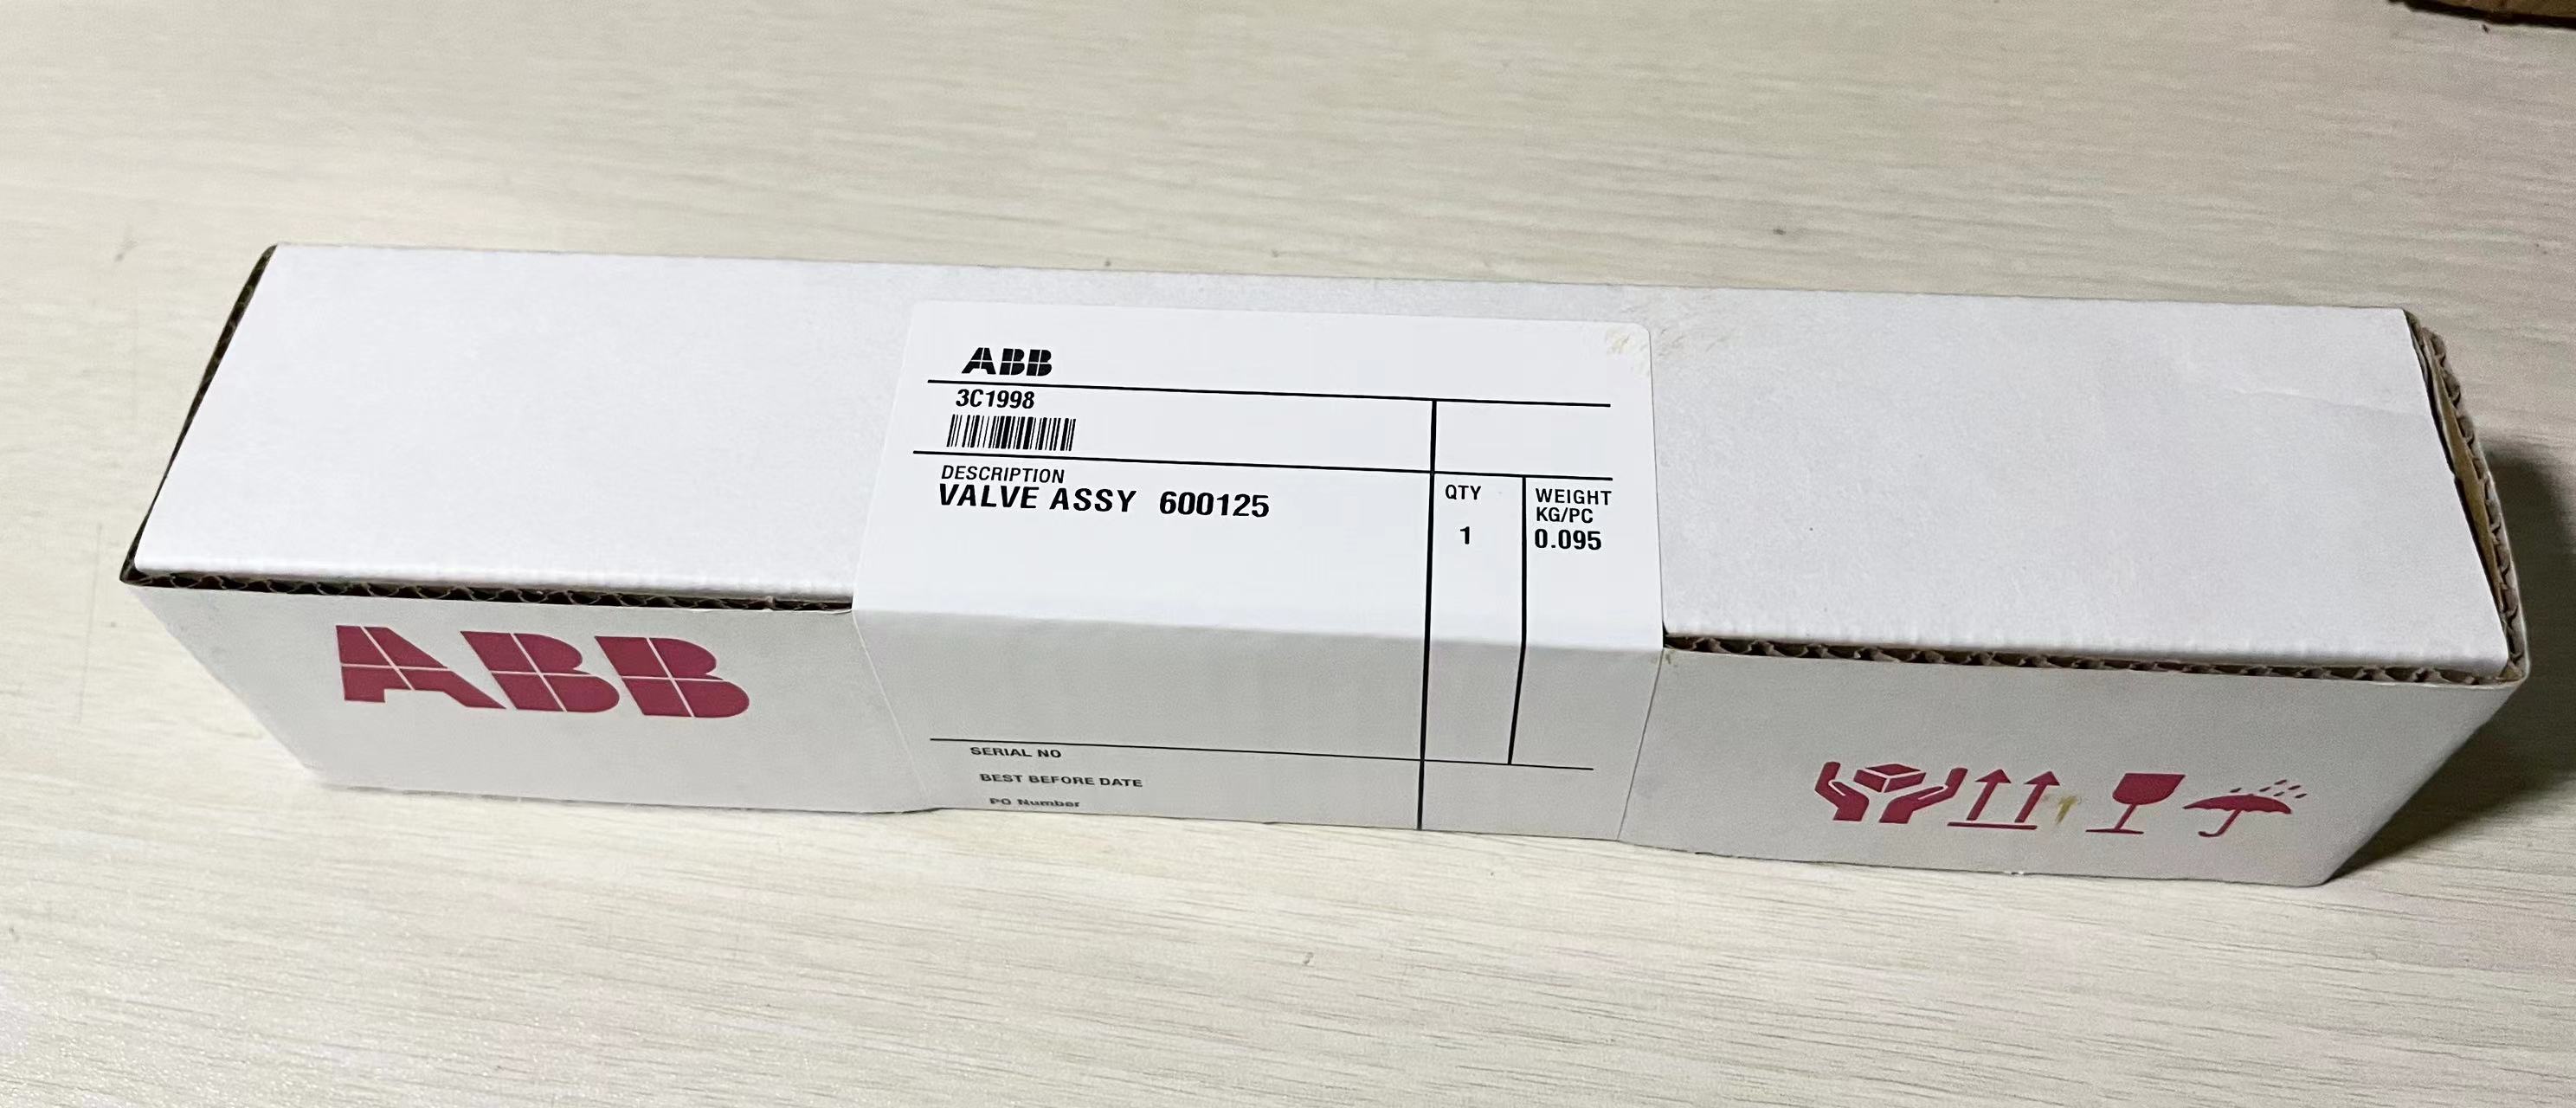 ABB
3C1998
DESCRIPTION
VALVE ASSY 600125
QTY
1
WEIGHT
KG/PC
0.095
ABB
SERIAL NO
BEST BEFORE DATE
PO Number